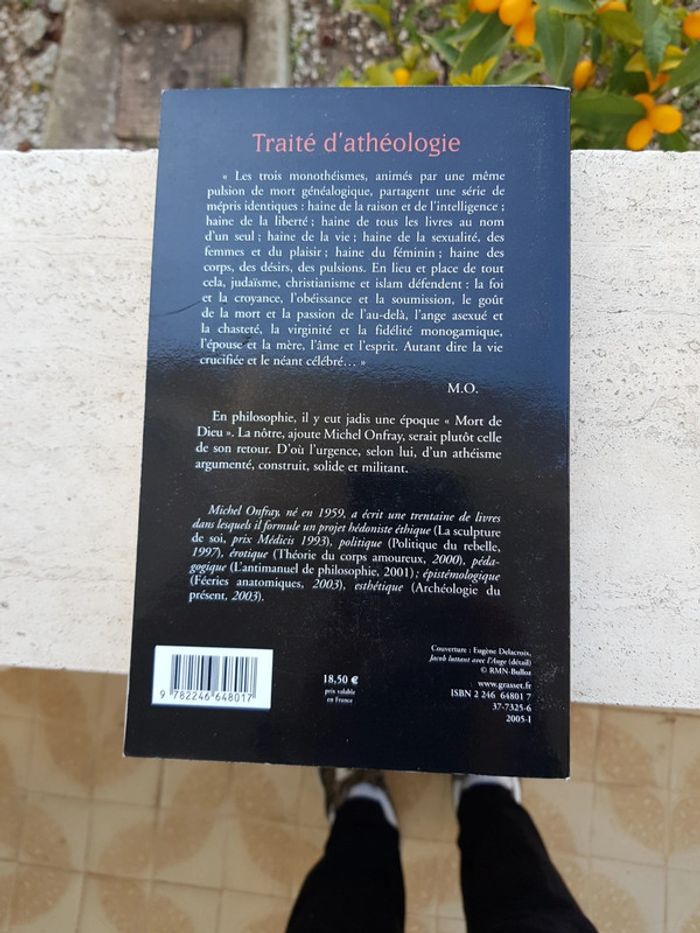 Traité d'athéologie
« Les trois monothéismes, animés par une même
pulsion de mort généalogique, partagent une série de
mépris identiques : haine de la raison et de l'intelligence ;
haine de la liberté ; haine de tous les livres au nom
d'un seul ; haine de la vie ; haine de la sexualité, des
femmes et du plaisir ; haine du féminin ; haine des
corps, des désirs, des pulsions. En lieu et place de tout
cela, judaïsme, christianisme et islam défendent : la foi
et la croyance, l'obéissance et la soumission, le goût
de la mort et la passion de l'au-delà, l'ange asexué et
la chasteté, la virginité et la fidélité monogamique,
l'épouse et la mère, l'âme et l'esprit. Autant dire la vie
crucifiée et le néant célébré... »
M.O.
En philosophie, il y eut jadis une époque « Mort de
Dieu ». La nôtre, ajoute Michel Onfray, serait plutôt celle
de son retour. D'où l'urgence, selon lui, d'un athéisme
argumenté, construit, solide et militant.
Michel Onfray, né en 1959, a écrit une trentaine de livres
dans lesquels il formule un projet hédoniste éthique (La sculpture
de soi, prix Médicis 1993), politique (Politique du rebelle,
1997), érotique (Théorie du corps amoureux, 2000), péda-
gogique (L'antimanuel de philosophie, 2001) ; épistémologique
(Féeries anatomiques, 2003), esthétique (Archéologie du
présent, 2003).
Couverture : Eugène Delacroix,
Jacob luttant avec l'Ange (détail)
© RMN-Bulloz
www.grasset.fr
ISBN 2 246 64801 7
37-7325-6
2005-I
18,50 €
prix valable
en France
9 782246 648017